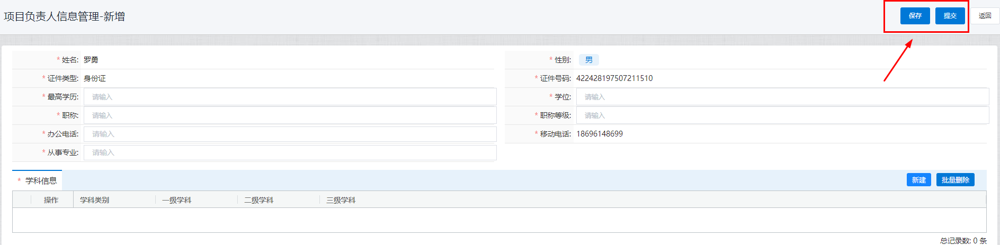 项目负责人信息管理-新增
保存 提交 返回
* 姓名: 罗勇 * 性别: 男
* 证件类型: 身份证 * 证件号码: 422428197507211510
* 最高学历: 请输入 * 学位: 请输入
* 职称: 请输入 * 职称等级: 请输入
* 办公电话: 请输入 * 移动电话: 18696148699
* 从事专业: 请输入
* 学科信息 新建 批量删除
操作 学科类别 一级学科 二级学科 三级学科
总记录数: 0 条